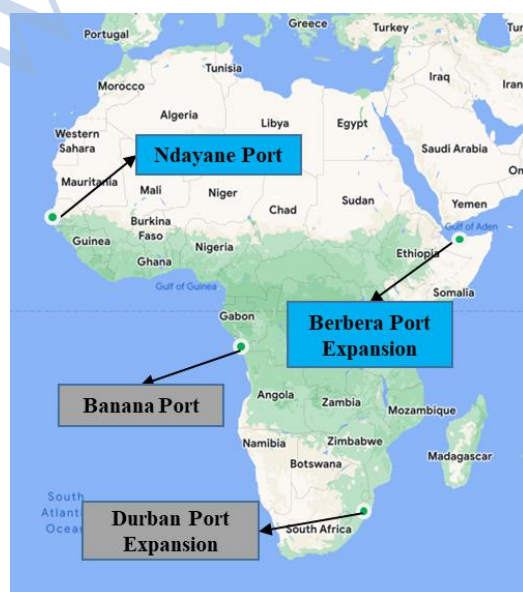 Portugal
Greece
Turkey
Tunisia
Morocco
Iraq
Iran
Algeria
Libya
Egypt
Western
Sahara
Ndayane Port
Saudi Arabia
Mauritania
Mali
Niger
Sudan
Chad
Yemen
Burkina
Faso
Gulf of Aden
Guinea
Nigeria
Ethiopia
Ghana
Gulf of Guinea
Somalia
Gabon
Berbera Port
Expansion
Banana Port
Angola
Zambia
Mozambique
Namibia
Zimbabwe
Madagascar
Botswana
South
Durban Port
Expansion
South Africa